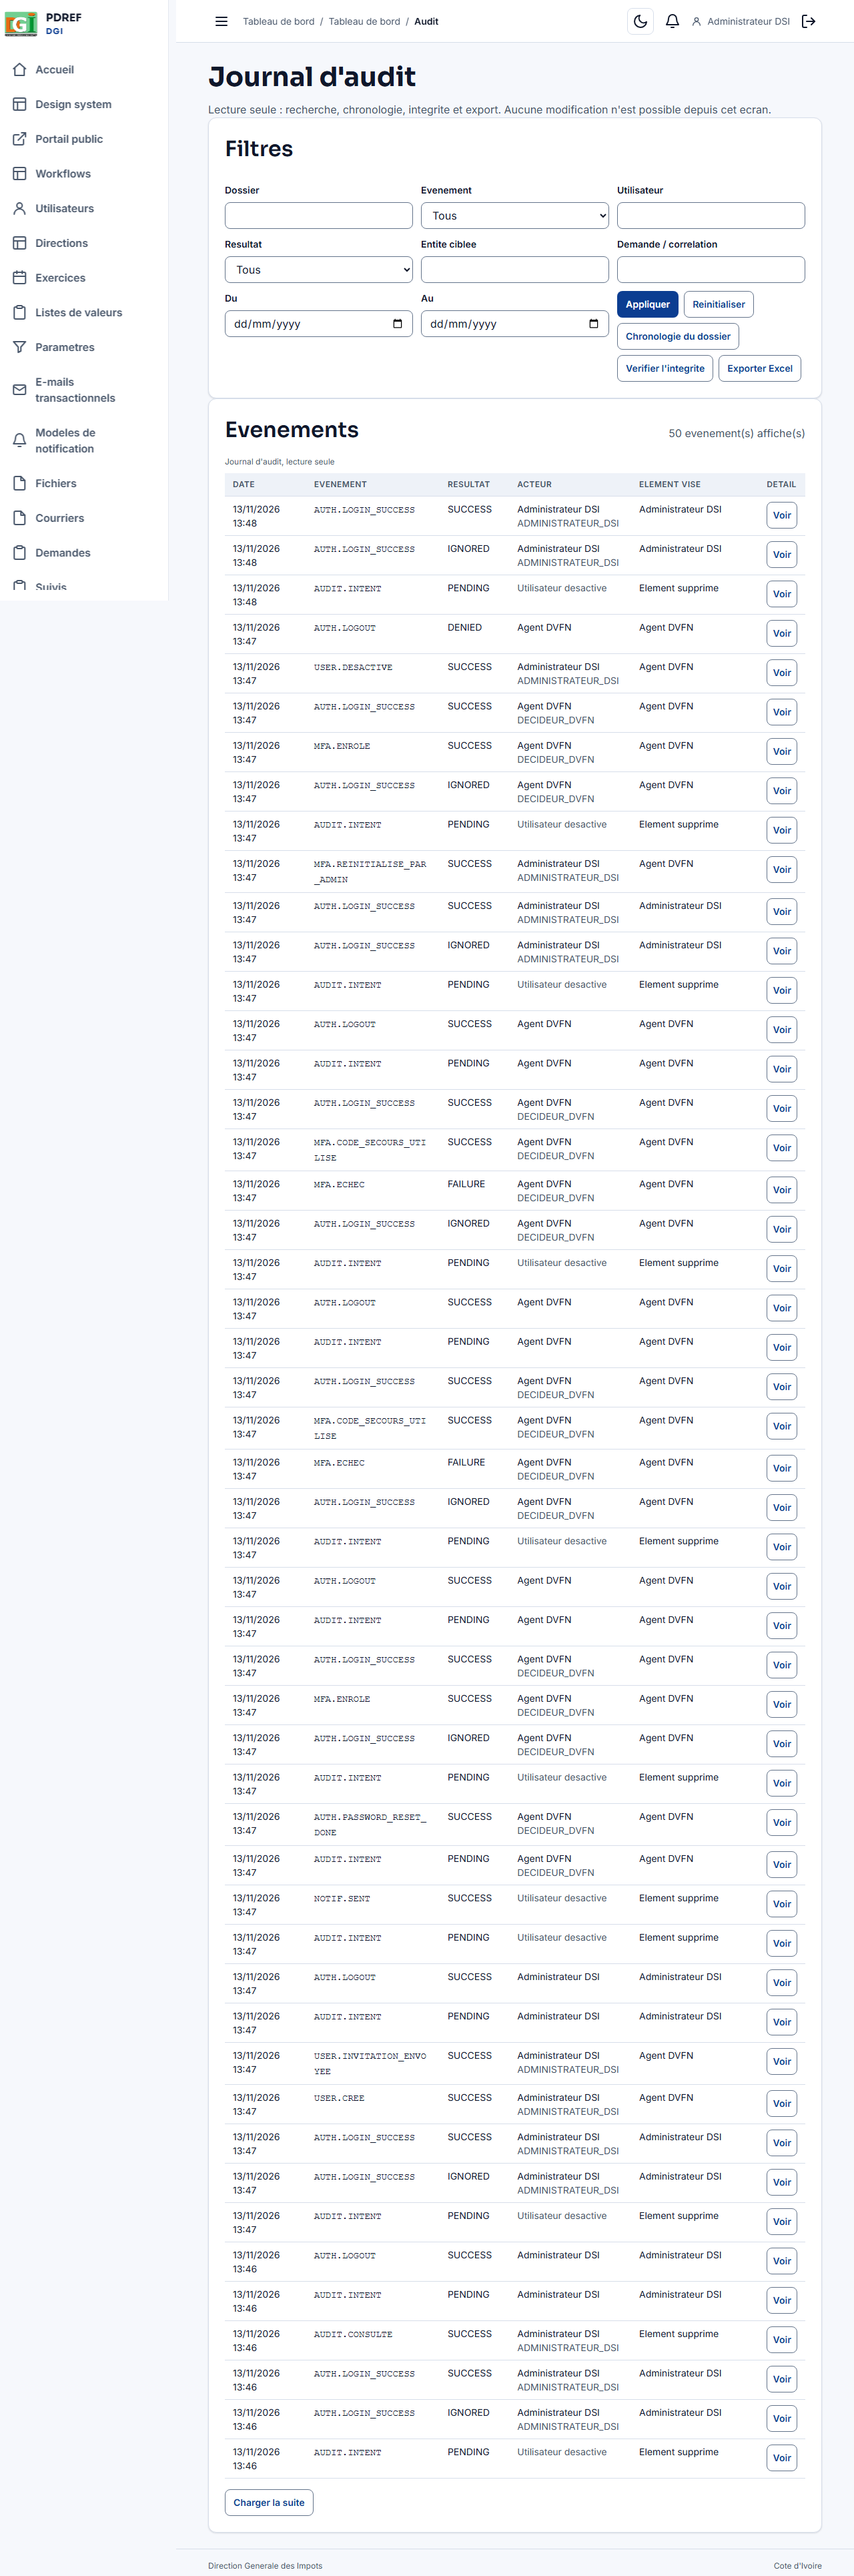 PDREF
DGI
Accueil
Design system
Portail public
Workflows
Utilisateurs
Directions
Exercices
Listes de valeurs
Parametres
E-mails
transactionnels
Modeles de
notification
Fichiers
Courriers
Demandes
Suivis
Tableau de bord / Tableau de bord / Audit
Administrateur DSI
Journal d'audit
Lecture seule : recherche, chronologie, integrite et export. Aucune modification n'est possible depuis cet ecran.
Filtres
Dossier Evenement Utilisateur
Tous
Resultat Entite ciblee Demande / correlation
Tous
Du Au Appliquer Reinitialiser
dd/mm/yyyy dd/mm/yyyy
Chronologie du dossier
Verifier l'integrite Exporter Excel
Evenements 50 evenement(s) affiche(s)
Journal d'audit, lecture seule
DATE EVENEMENT RESULTAT ACTEUR ELEMENT VISE DETAIL
13/11/2026 AUTH.LOGIN_SUCCESS SUCCESS Administrateur DSI Administrateur DSI Voir
13:48 ADMINISTRATEUR_DSI
13/11/2026 AUTH.LOGIN_SUCCESS IGNORED Administrateur DSI Administrateur DSI Voir
13:48 ADMINISTRATEUR_DSI
13/11/2026 AUDIT.INTENT PENDING Utilisateur desactive Element supprime Voir
13:48
13/11/2026 AUTH.LOGOUT DENIED Agent DVFN Agent DVFN Voir
13:47
13/11/2026 USER.DESACTIVE SUCCESS Administrateur DSI Agent DVFN Voir
13:47 ADMINISTRATEUR_DSI
13/11/2026 AUTH.LOGIN_SUCCESS SUCCESS Agent DVFN Agent DVFN Voir
13:47 DECIDEUR_DVFN
13/11/2026 MFA.ENROLE SUCCESS Agent DVFN Agent DVFN Voir
13:47 DECIDEUR_DVFN
13/11/2026 AUTH.LOGIN_SUCCESS IGNORED Agent DVFN Agent DVFN Voir
13:47 DECIDEUR_DVFN
13/11/2026 AUDIT.INTENT PENDING Utilisateur desactive Element supprime Voir
13:47
13/11/2026 MFA.REINITIALISE_PAR SUCCESS Administrateur DSI Agent DVFN Voir
13:47 _ADMIN ADMINISTRATEUR_DSI
13/11/2026 AUTH.LOGIN_SUCCESS SUCCESS Administrateur DSI Administrateur DSI Voir
13:47 ADMINISTRATEUR_DSI
13/11/2026 AUTH.LOGIN_SUCCESS IGNORED Administrateur DSI Administrateur DSI Voir
13:47 ADMINISTRATEUR_DSI
13/11/2026 AUDIT.INTENT PENDING Utilisateur desactive Element supprime Voir
13:47
13/11/2026 AUTH.LOGOUT SUCCESS Agent DVFN Agent DVFN Voir
13:47
13/11/2026 AUDIT.INTENT PENDING Agent DVFN Agent DVFN Voir
13:47
13/11/2026 AUTH.LOGIN_SUCCESS SUCCESS Agent DVFN Agent DVFN Voir
13:47 DECIDEUR_DVFN
13/11/2026 MFA.CODE_SECOURS_UTI SUCCESS Agent DVFN Agent DVFN Voir
13:47 LISE DECIDEUR_DVFN
13/11/2026 MFA.ECHEC FAILURE Agent DVFN Agent DVFN Voir
13:47 DECIDEUR_DVFN
13/11/2026 AUTH.LOGIN_SUCCESS IGNORED Agent DVFN Agent DVFN Voir
13:47 DECIDEUR_DVFN
13/11/2026 AUDIT.INTENT PENDING Utilisateur desactive Element supprime Voir
13:47
13/11/2026 AUTH.LOGOUT SUCCESS Agent DVFN Agent DVFN Voir
13:47
13/11/2026 AUDIT.INTENT PENDING Agent DVFN Agent DVFN Voir
13:47
13/11/2026 AUTH.LOGIN_SUCCESS SUCCESS Agent DVFN Agent DVFN Voir
13:47 DECIDEUR_DVFN
13/11/2026 MFA.CODE_SECOURS_UTI SUCCESS Agent DVFN Agent DVFN Voir
13:47 LISE DECIDEUR_DVFN
13/11/2026 MFA.ECHEC FAILURE Agent DVFN Agent DVFN Voir
13:47 DECIDEUR_DVFN
13/11/2026 AUTH.LOGIN_SUCCESS IGNORED Agent DVFN Agent DVFN Voir
13:47 DECIDEUR_DVFN
13/11/2026 AUDIT.INTENT PENDING Utilisateur desactive Element supprime Voir
13:47
13/11/2026 AUTH.LOGOUT SUCCESS Agent DVFN Agent DVFN Voir
13:47
13/11/2026 AUDIT.INTENT PENDING Agent DVFN Agent DVFN Voir
13:47
13/11/2026 AUTH.LOGIN_SUCCESS SUCCESS Agent DVFN Agent DVFN Voir
13:47 DECIDEUR_DVFN
13/11/2026 MFA.ENROLE SUCCESS Agent DVFN Agent DVFN Voir
13:47 DECIDEUR_DVFN
13/11/2026 AUTH.LOGIN_SUCCESS IGNORED Agent DVFN Agent DVFN Voir
13:47 DECIDEUR_DVFN
13/11/2026 AUDIT.INTENT PENDING Utilisateur desactive Element supprime Voir
13:47
13/11/2026 AUTH.PASSWORD_RESET_ SUCCESS Agent DVFN Agent DVFN Voir
13:47 DONE DECIDEUR_DVFN
13/11/2026 AUDIT.INTENT PENDING Agent DVFN Agent DVFN Voir
13:47 DECIDEUR_DVFN
13/11/2026 NOTIF.SENT SUCCESS Utilisateur desactive Element supprime Voir
13:47
13/11/2026 AUDIT.INTENT PENDING Utilisateur desactive Element supprime Voir
13:47
13/11/2026 AUTH.LOGOUT SUCCESS Administrateur DSI Administrateur DSI Voir
13:47
13/11/2026 AUDIT.INTENT PENDING Administrateur DSI Administrateur DSI Voir
13:47
13/11/2026 USER.INVITATION_ENVO SUCCESS Administrateur DSI Agent DVFN Voir
13:47 YEE ADMINISTRATEUR_DSI
13/11/2026 USER.CREE SUCCESS Administrateur DSI Agent DVFN Voir
13:47 ADMINISTRATEUR_DSI
13/11/2026 AUTH.LOGIN_SUCCESS SUCCESS Administrateur DSI Administrateur DSI Voir
13:47 ADMINISTRATEUR_DSI
13/11/2026 AUTH.LOGIN_SUCCESS IGNORED Administrateur DSI Administrateur DSI Voir
13:47 ADMINISTRATEUR_DSI
13/11/2026 AUDIT.INTENT PENDING Utilisateur desactive Element supprime Voir
13:47
13/11/2026 AUTH.LOGOUT SUCCESS Administrateur DSI Administrateur DSI Voir
13:46
13/11/2026 AUDIT.INTENT PENDING Administrateur DSI Administrateur DSI Voir
13:46
13/11/2026 AUDIT.CONSULTE SUCCESS Administrateur DSI Element supprime Voir
13:46 ADMINISTRATEUR_DSI
13/11/2026 AUTH.LOGIN_SUCCESS SUCCESS Administrateur DSI Administrateur DSI Voir
13:46 ADMINISTRATEUR_DSI
13/11/2026 AUTH.LOGIN_SUCCESS IGNORED Administrateur DSI Administrateur DSI Voir
13:46 ADMINISTRATEUR_DSI
13/11/2026 AUDIT.INTENT PENDING Utilisateur desactive Element supprime Voir
13:46
Charger la suite
Direction Generale des Impots Cote d'Ivoire